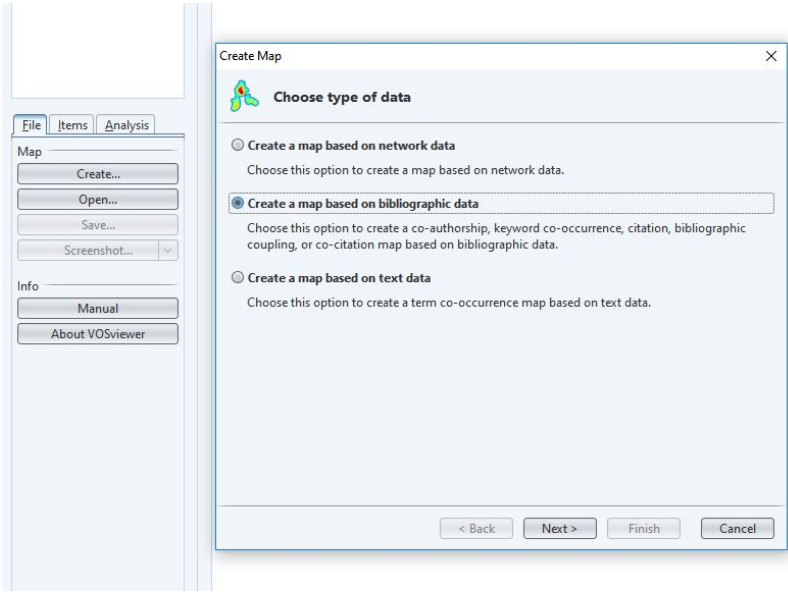 File Items Analysis
Map
Create...
Open...
Save...
Screenshot...
Info
Manual
About VOSviewer
Create Map
Choose type of data
Create a map based on network data
Choose this option to create a map based on network data.
Create a map based on bibliographic data
Choose this option to create a co-authorship, keyword co-occurrence, citation, bibliographic
coupling, or co-citation map based on bibliographic data.
Create a map based on text data
Choose this option to create a term co-occurrence map based on text data.
< Back Next > Finish Cancel